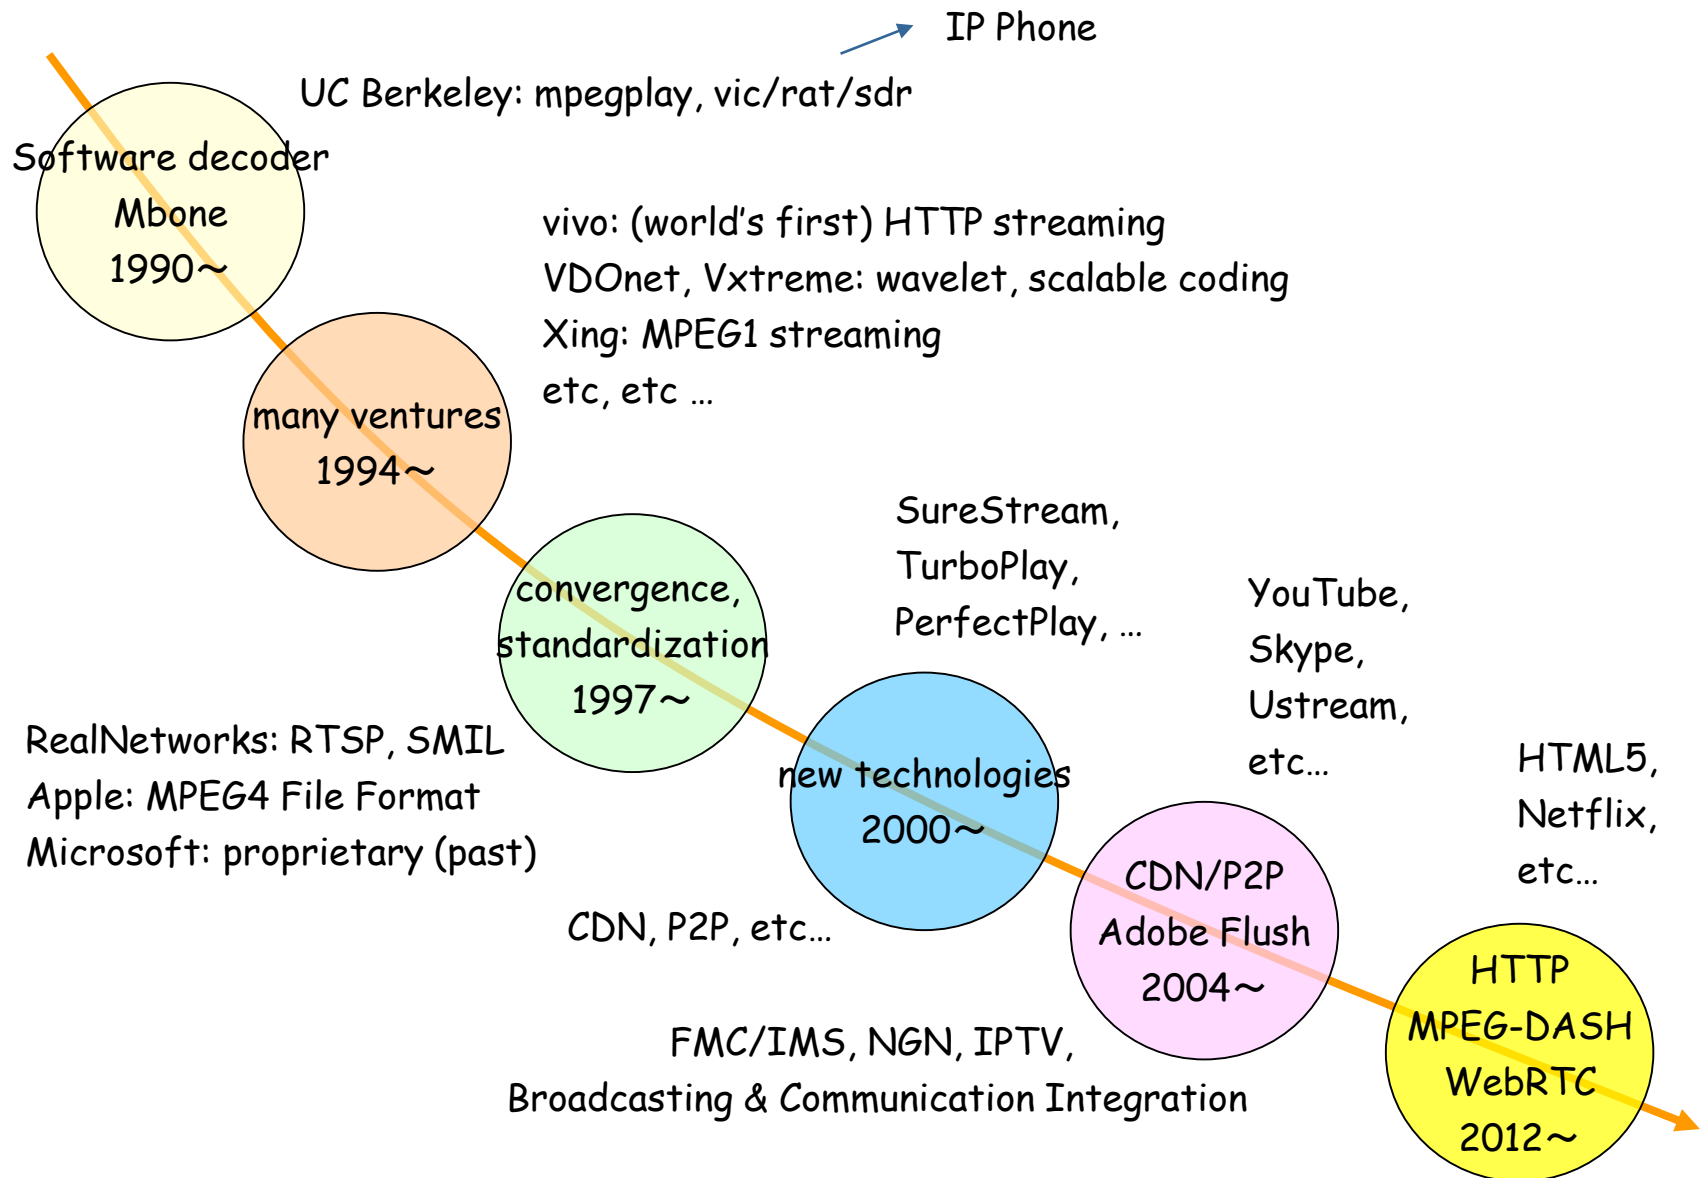 IP Phone
UC Berkeley: mpegplay, vic/rat/sdr
Software decoder
Mbone
1990～
vivo: (world's first) HTTP streaming
VDOnet, Vxtreme: wavelet, scalable coding
Xing: MPEG1 streaming
etc, etc …
many ventures
1994～
convergence,
standardization
1997～
SureStream,
TurboPlay,
PerfectPlay, …
RealNetworks: RTSP, SMIL
Apple: MPEG4 File Format
Microsoft: proprietary (past)
new technologies
2000～
YouTube,
Skype,
Ustream,
etc…
CDN, P2P, etc…
CDN/P2P
Adobe Flush
2004～
HTML5,
Netflix,
etc…
FMC/IMS, NGN, IPTV,
Broadcasting & Communication Integration
HTTP
MPEG-DASH
WebRTC
2012～